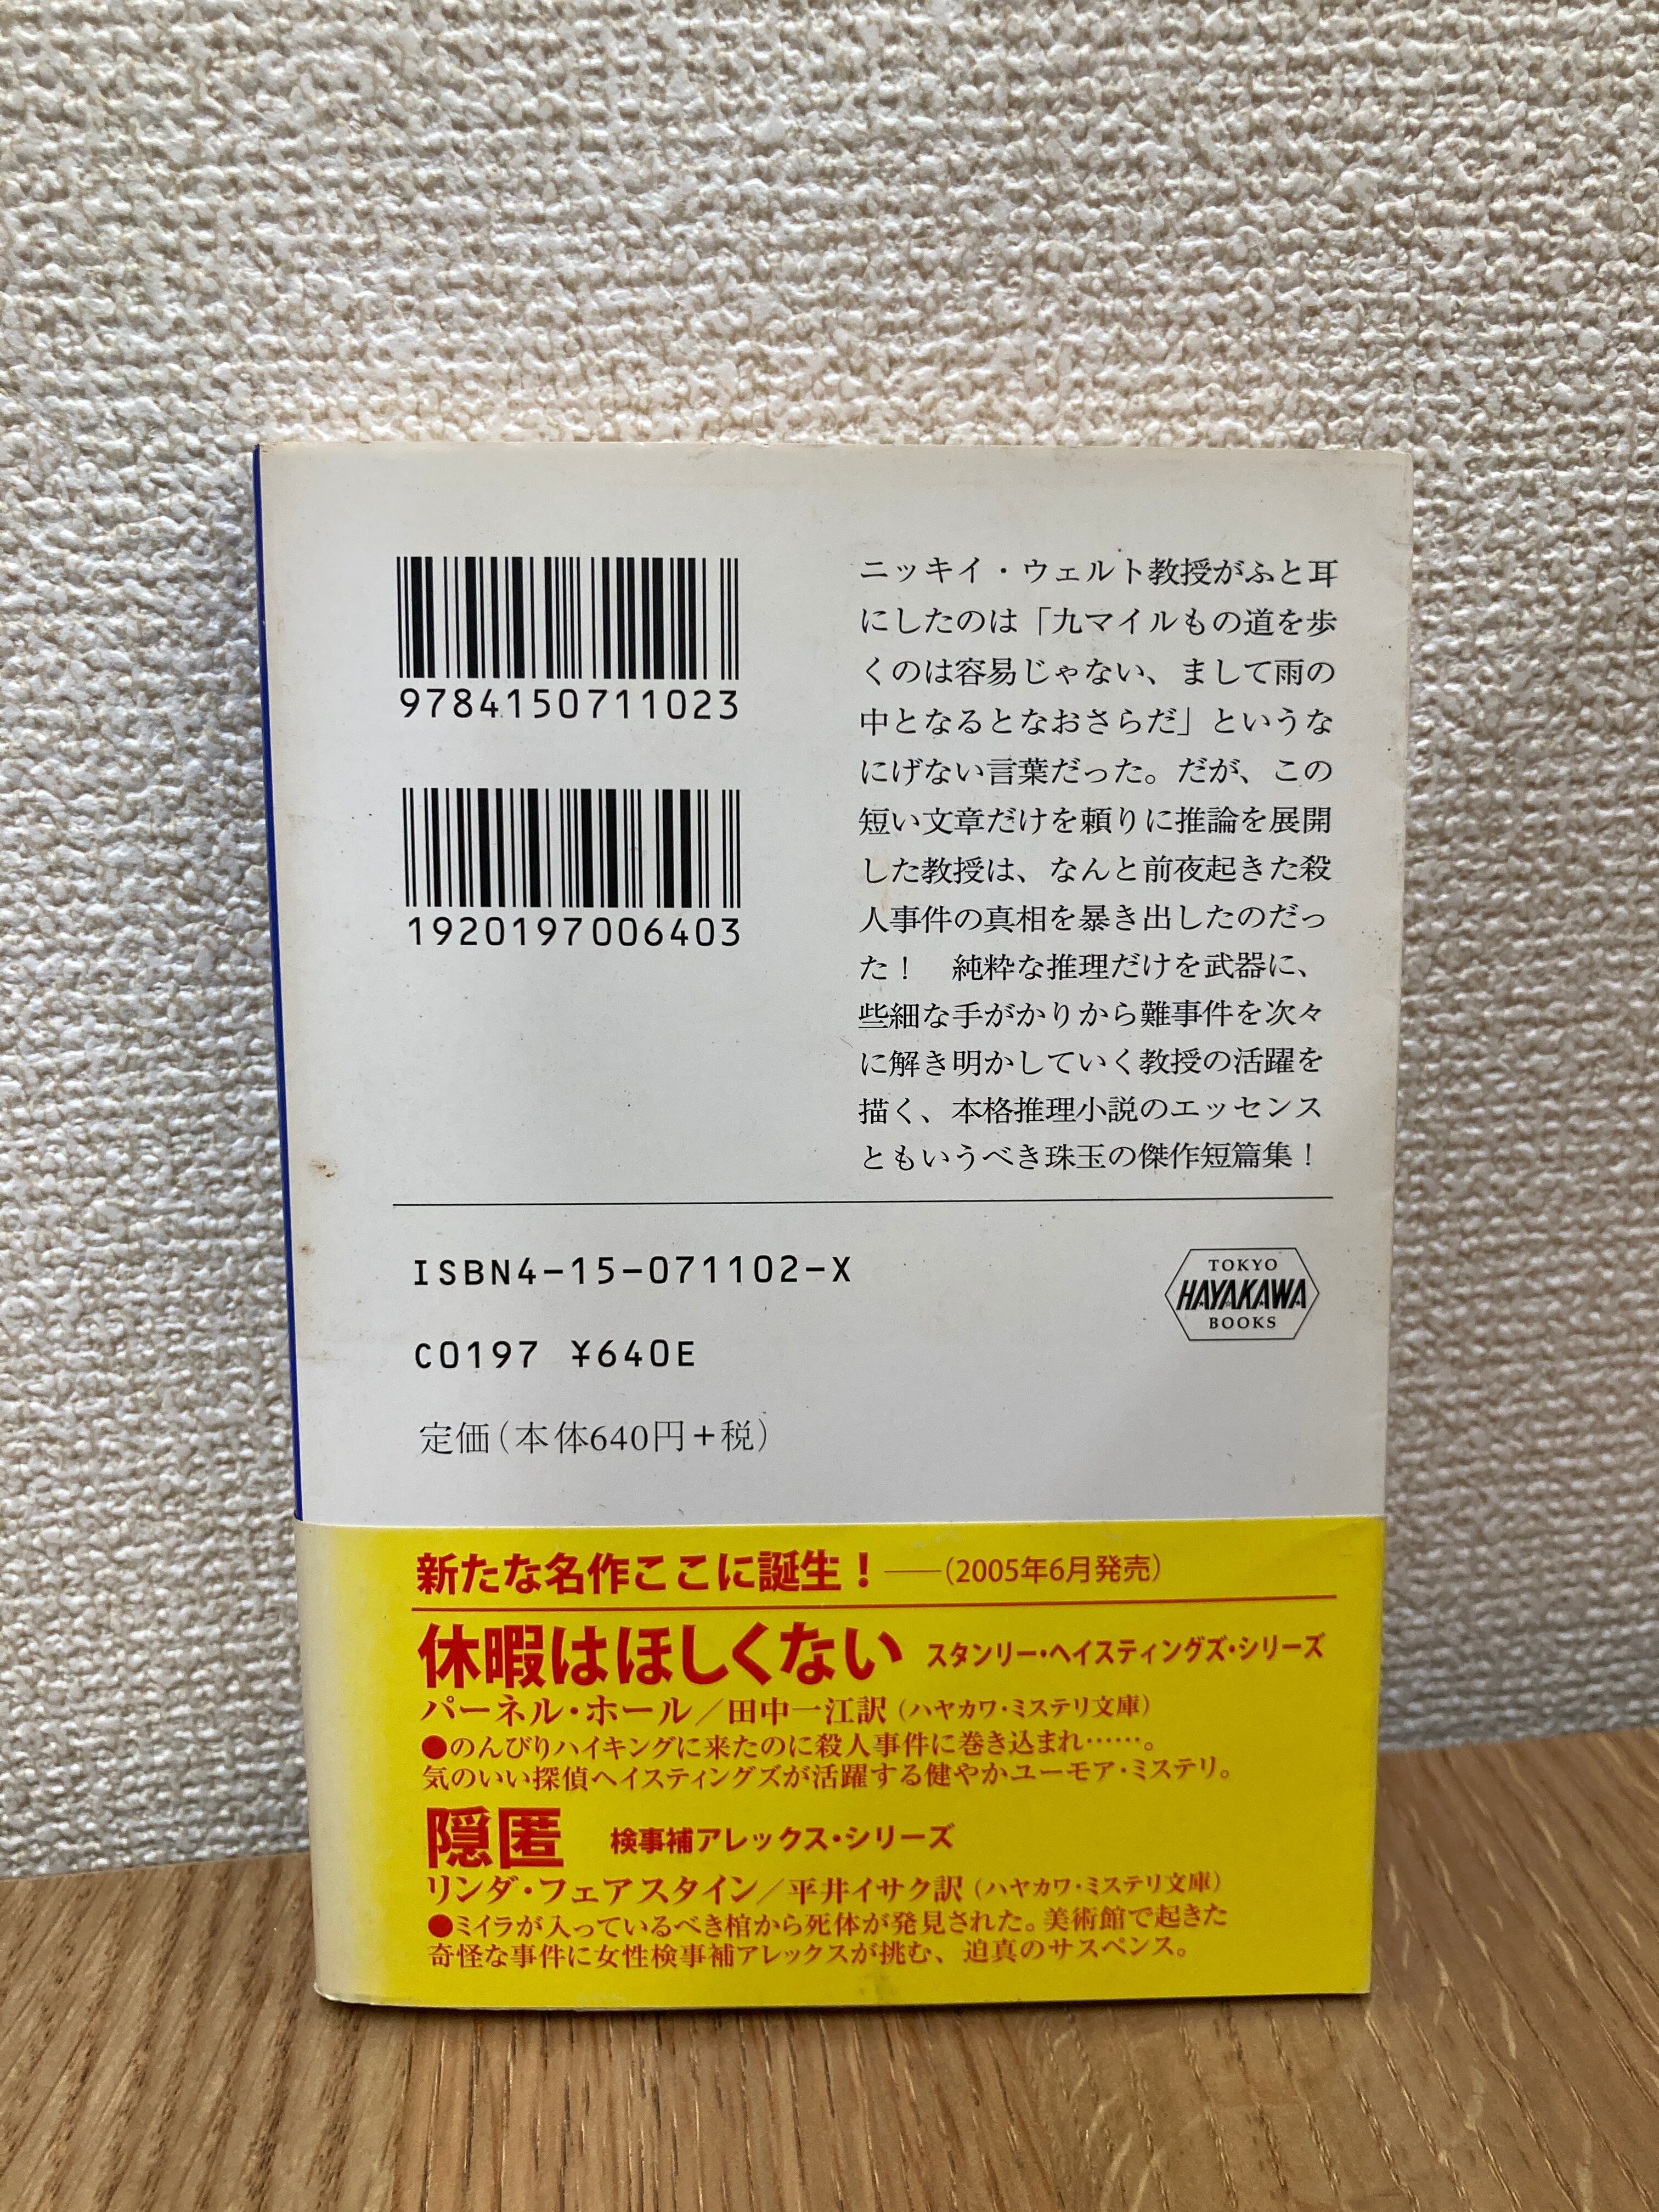 9784150711023
1920197006403
ニッキイ・ウェルト教授がふと耳
にしたのは「九マイルもの道を歩
くのは容易じゃない、まして雨の
中となるとなおさらだ」というな
にげない言葉だった。だが、この
短い文章だけを頼りに推論を展開
した教授は、なんと前夜起きた殺
人事件の真相を暴き出したのだっ
た！　純粋な推理だけを武器に、
些細な手がかりから難事件を次々
に解き明かしていく教授の活躍を
描く、本格推理小説のエッセンス
ともいうべき珠玉の傑作短篇集！
ISBN4-15-071102-X
C0197 ¥640E
定価(本体640円+税)
TOKYO
HAYAKAWA
BOOKS
新たな名作ここに誕生！――(2005年6月発売)
休暇はほしくない スタンリー・ヘイスティングズ・シリーズ
パーネル・ホール／田中一江訳（ハヤカワ・ミステリ文庫）
●のんびりハイキングに来たのに殺人事件に巻き込まれ……。
気のいい探偵ヘイスティングズが活躍する健やかユーモア・ミステリ。
隠匿 検事補アレックス・シリーズ
リンダ・フェアスタイン／平井イサク訳（ハヤカワ・ミステリ文庫）
●ミイラが入っているべき棺から死体が発見された。美術館で起きた
奇怪な事件に女性検事補アレックスが挑む、迫真のサスペンス。